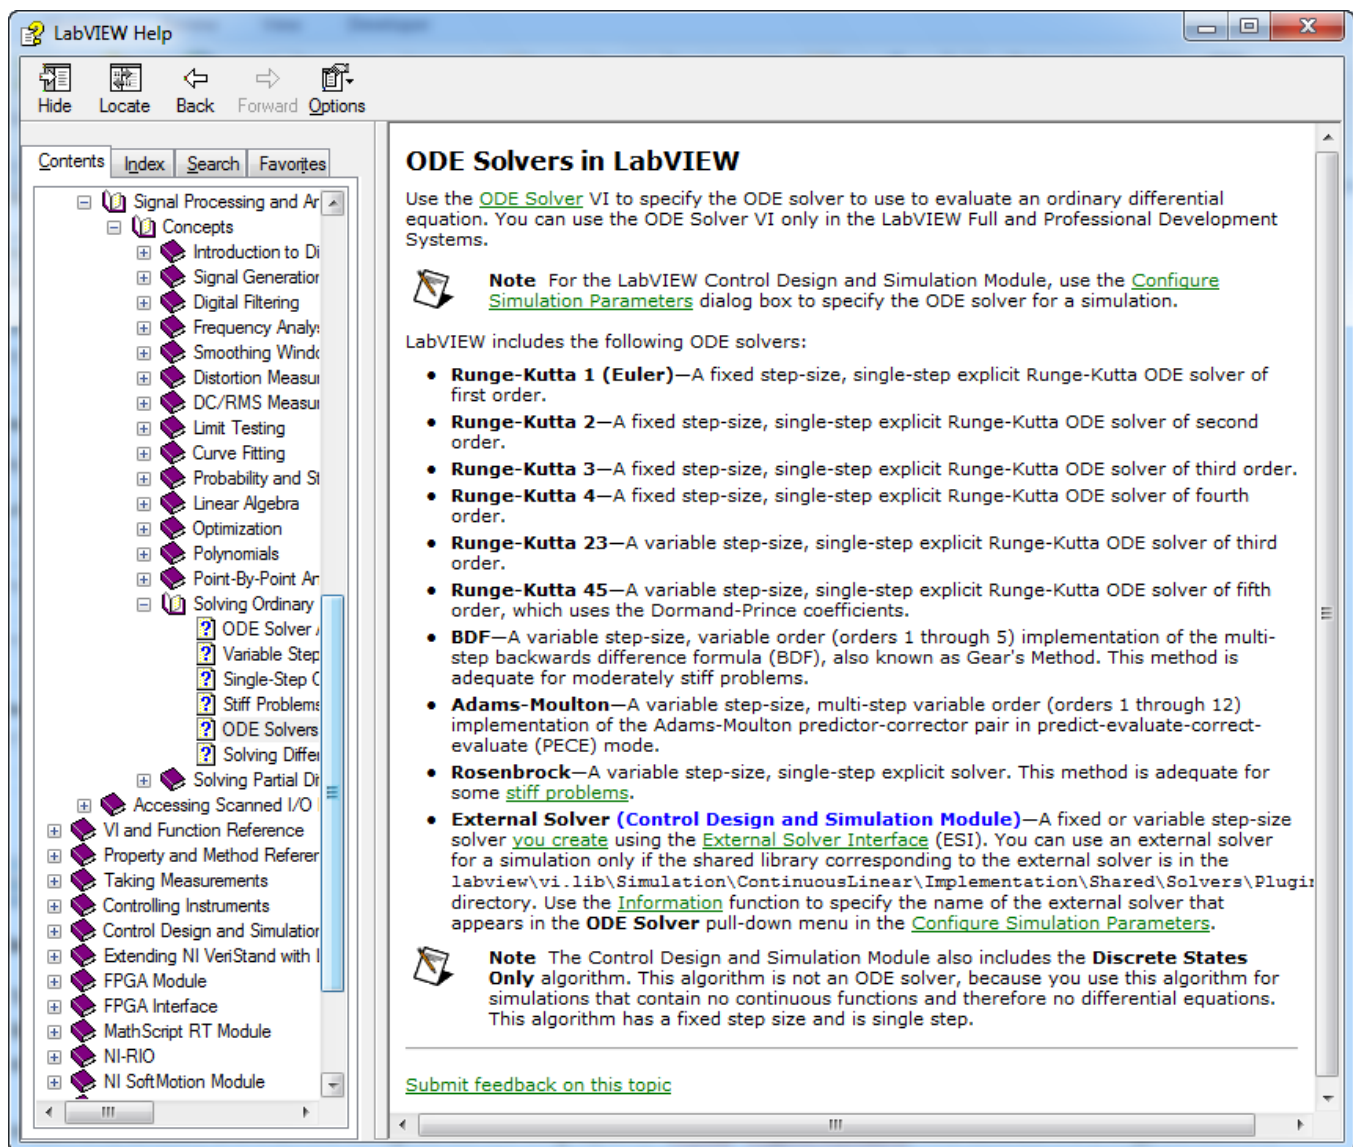 LabVIEW Help
Hide Locate Back Forward Options
Contents Index Search Favorites
Signal Processing and Ar
Concepts
Introduction to Di
Signal Generation
Digital Filtering
Frequency Analys
Smoothing Windo
Distortion Measur
DC/RMS Measur
Limit Testing
Curve Fitting
Probability and St
Linear Algebra
Optimization
Polynomials
Point-By-Point An
Solving Ordinary
ODE Solver
Variable Step
Single-Step
Stiff Problems
ODE Solvers
Solving Differ
Solving Partial Di
Accessing Scanned I/O
VI and Function Reference
Property and Method Referer
Taking Measurements
Controlling Instruments
Control Design and Simulation
Extending NI VeriStand with
FPGA Module
FPGA Interface
MathScript RT Module
NI-RIO
NI SoftMotion Module
ODE Solvers in LabVIEW
Use the ODE Solver VI to specify the ODE solver to use to evaluate an ordinary differential
equation. You can use the ODE Solver VI only in the LabVIEW Full and Professional Development
Systems.
Note For the LabVIEW Control Design and Simulation Module, use the Configure
Simulation Parameters dialog box to specify the ODE solver for a simulation.
LabVIEW includes the following ODE solvers:
• Runge-Kutta 1 (Euler)—A fixed step-size, single-step explicit Runge-Kutta ODE solver of
first order.
• Runge-Kutta 2—A fixed step-size, single-step explicit Runge-Kutta ODE solver of second
order.
• Runge-Kutta 3—A fixed step-size, single-step explicit Runge-Kutta ODE solver of third order.
• Runge-Kutta 4—A fixed step-size, single-step explicit Runge-Kutta ODE solver of fourth
order.
• Runge-Kutta 23—A variable step-size, single-step explicit Runge-Kutta ODE solver of third
order.
• Runge-Kutta 45—A variable step-size, single-step explicit Runge-Kutta ODE solver of fifth
order, which uses the Dormand-Prince coefficients.
• BDF—A variable step-size, variable order (orders 1 through 5) implementation of the multi-
step backwards difference formula (BDF), also known as Gear's Method. This method is
adequate for moderately stiff problems.
• Adams-Moulton—A variable step-size, multi-step variable order (orders 1 through 12)
implementation of the Adams-Moulton predictor-corrector pair in predict-evaluate-correct-
evaluate (PECE) mode.
• Rosenbrock—A variable step-size, single-step explicit solver. This method is adequate for
some stiff problems.
• External Solver (Control Design and Simulation Module)—A fixed or variable step-size
solver you create using the External Solver Interface (ESI). You can use an external solver
for a simulation only if the shared library corresponding to the external solver is in the
labview\vi.lib\Simulation\ContinuousLinear\Implementation\Shared\Solvers\Plugin
directory. Use the Information function to specify the name of the external solver that
appears in the ODE Solver pull-down menu in the Configure Simulation Parameters.
Note The Control Design and Simulation Module also includes the Discrete States
Only algorithm. This algorithm is not an ODE solver, because you use this algorithm for
simulations that contain no continuous functions and therefore no differential equations.
This algorithm has a fixed step size and is single step.
Submit feedback on this topic